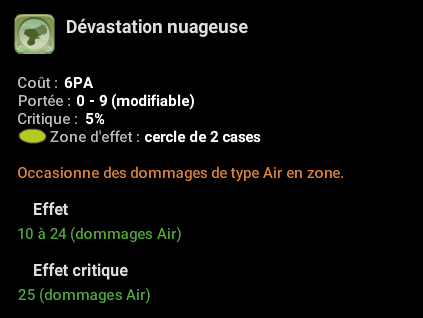 Dévastation nuageuse
Coût : 6PA
Portée : 0 - 9 (modifiable)
Critique : 5%
Zone d'effet : cercle de 2 cases
Occasionne des dommages de type Air en zone.
Effet
10 à 24 (dommages Air)
Effet critique
25 (dommages Air)